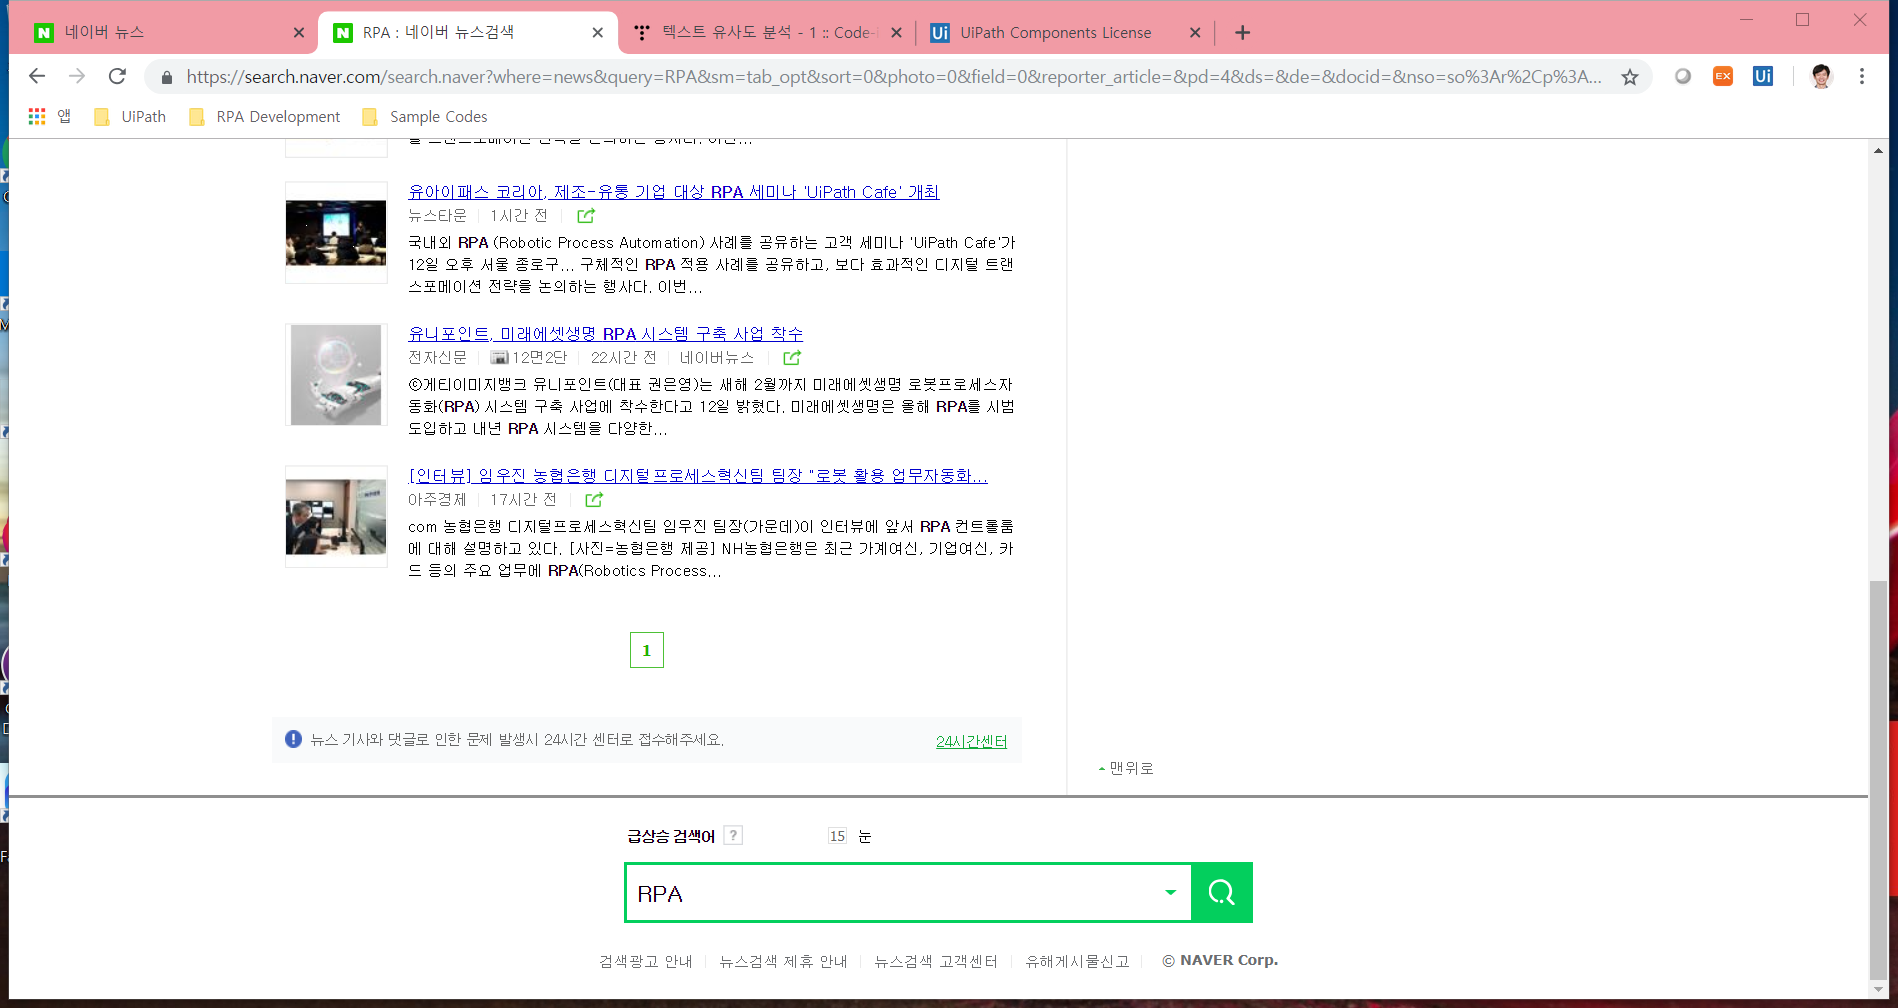 네이버 뉴스
RPA : 네이버 뉴스검색
텍스트 유사도 분석 - 1 :: Code-
UiPath Components License
https://search.naver.com/search.naver?where=news&query=RPA&sm=tab_opt&sort=0&photo=0&field=0&reporter_article=&pd=4&ds=&de=&docid=&nso=so%3Ar%2Cp%3A...
EX
Ui
앱
UiPath
RPA Development
Sample Codes
유아이패스 코리아, 제조-유통 기업 대상 RPA 세미나 'UiPath Cafe' 개최
뉴스타운 1시간 전
국내외 RPA (Robotic Process Automation) 사례를 공유하는 고객 세미나 'UiPath Cafe'가
12일 오후 서울 종로구... 구체적인 RPA 적용 사례를 공유하고, 보다 효과적인 디지털 트랜
스포메이션 전략을 논의하는 행사다. 이번...
유니포인트, 미래에셋생명 RPA 시스템 구축 사업 착수
전자신문 12면2단 22시간 전 네이버뉴스
©게티이미지뱅크 유니포인트(대표 권은영)는 새해 2월까지 미래에셋생명 로봇프로세스자
동화(RPA) 시스템 구축 사업에 착수한다고 12일 밝혔다. 미래에셋생명은 올해 RPA를 시범
도입하고 내년 RPA 시스템을 다양한...
[인터뷰] 임우진 농협은행 디지털프로세스혁신팀 팀장 "로봇 활용 업무자동화...
아주경제 17시간 전
com 농협은행 디지털프로세스혁신팀 임우진 팀장(가운데)이 인터뷰에 앞서 RPA 컨트롤룸
에 대해 설명하고 있다. [사진=농협은행 제공] NH농협은행은 최근 가계여신, 기업여신, 카
드 등의 주요 업무에 RPA(Robotics Process...
1
뉴스 기사와 댓글로 인한 문제 발생시 24시간 센터로 접수해주세요.
24시간센터
맨위로
급상승 검색어 ?
15 눈
RPA
검색광고 안내 뉴스검색 제휴 안내 뉴스검색 고객센터 유해게시물신고 © NAVER Corp.